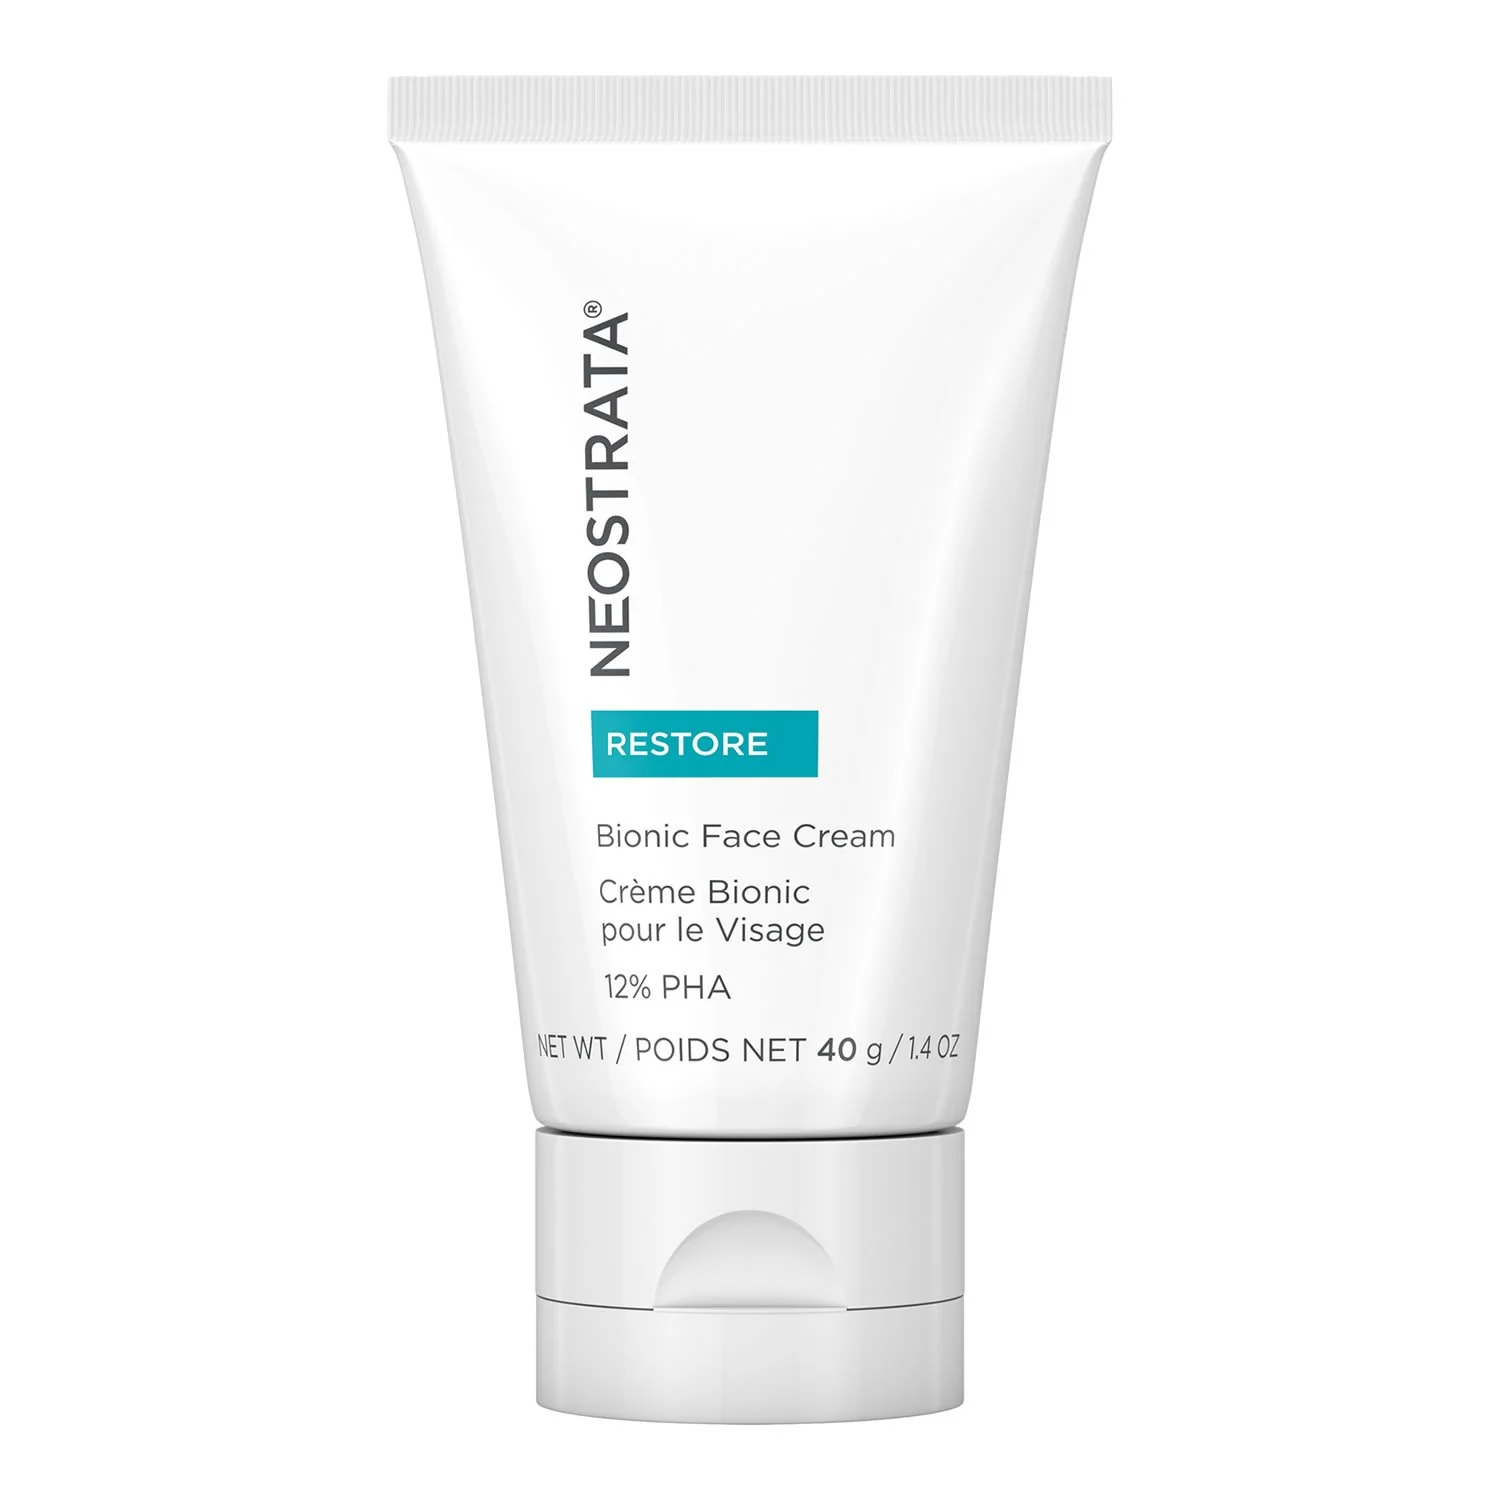 NEOSTRATA®
RESTORE
Bionic Face Cream
Crème Bionic
pour le Visage
12% PHA
NET WT / POIDS NET 40 g / 1.4 OZ